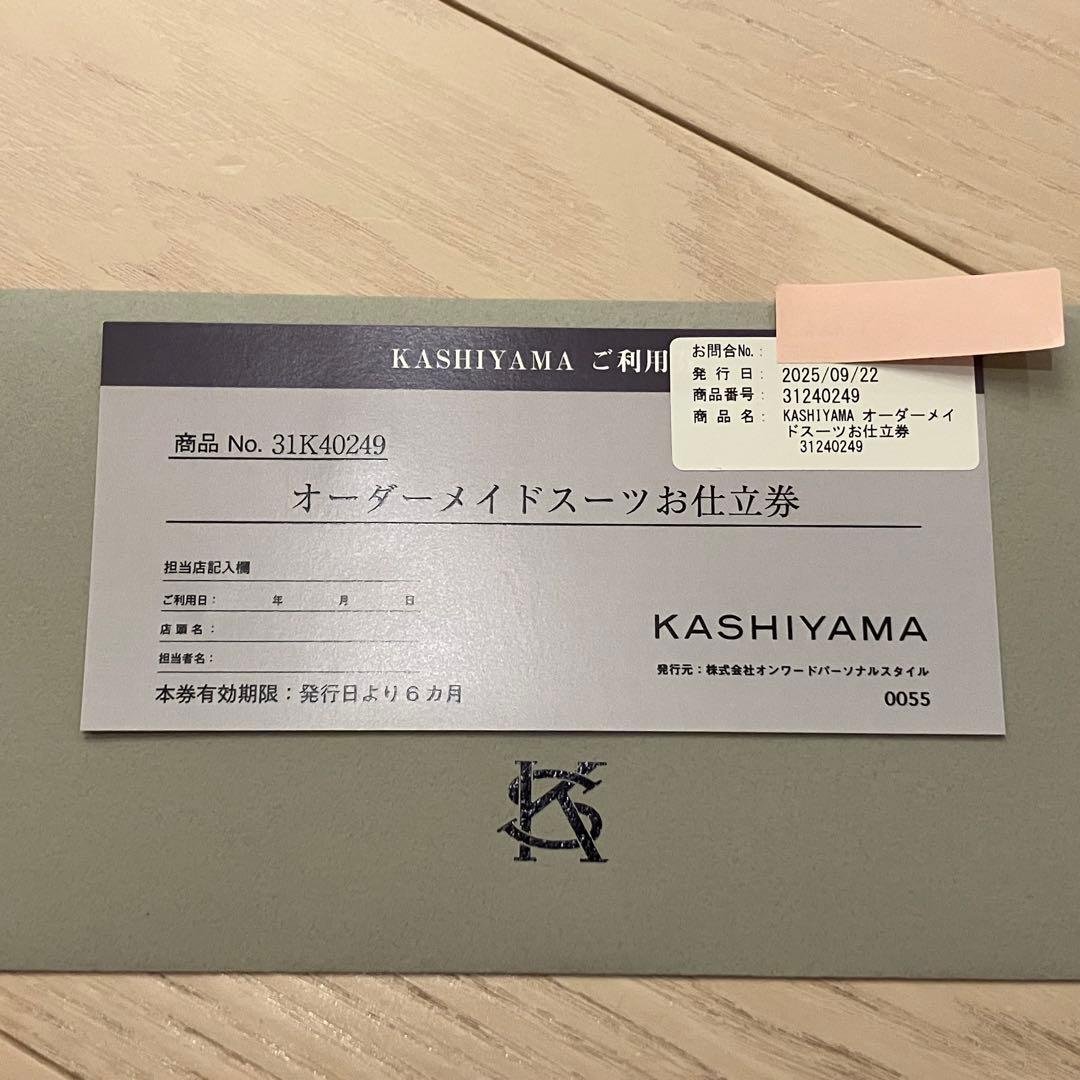 KASHIYAMA ご利用
お問合No.:
発行日: 2025/09/22
商品番号: 31240249
商品名: KASHIYAMA オーダーメイ
ドスーツお仕立券
31240249
商品 No. 31K40249
オーダーメイドスーツお仕立券
担当店記入欄
ご利用日: 年 月 日
店頭名:
担当者名:
本券有効期限:発行日より6カ月
KASHIYAMA
発行元:株式会社オンワードパーソナルスタイル
0055
KS